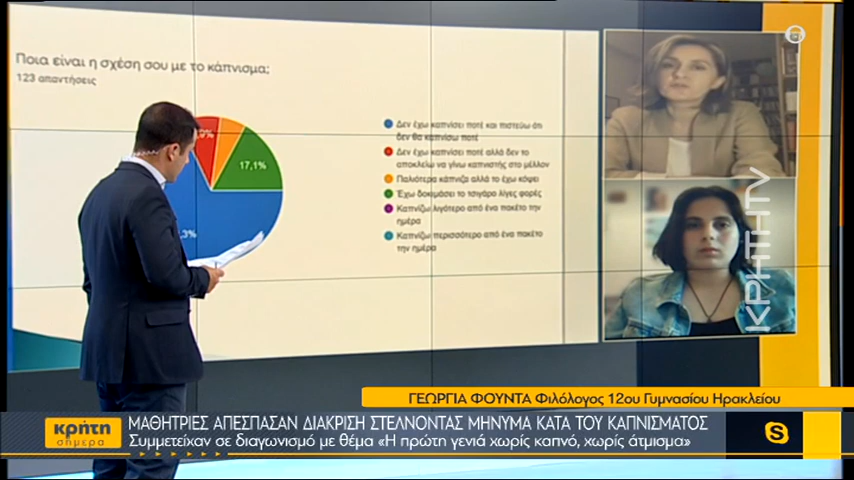 Ποια είναι η σχέση σου με το κάπνισμα;
123 απαντήσεις
17,1%
,3%
Δεν έχω καπνίσει ποτέ και πιστεύω ότι
δεν θα καπνίσω ποτέ
Δεν έχω καπνίσει ποτέ αλλά δεν το
αποκλείω να γίνω καπνιστής στο μέλλον
Παλιότερα κάπνιζα αλλά το έχω κόψει
Έχω δοκιμάσει το τσιγάρο λίγες φορές
Καπνίζω λιγότερο από ένα πακέτο την
ημέρα
Καπνίζω περισσότερο από ένα πακέτο
την ημέρα
ΚΡΗΤΗ TV
ΓΕΩΡΓΙΑ ΦΟΥΝΤΑ Φιλόλογος 12ου Γυμνασίου Ηρακλείου
κρήτη
σήμερα
ΜΑΘΗΤΡΙΕΣ ΑΠΕΣΠΑΣΑΝ ΔΙΑΚΡΙΣΗ ΣΤΕΛΝΟΝΤΑΣ ΜΗΝΥΜΑ ΚΑΤΑ ΤΟΥ ΚΑΠΝΙΣΜΑΤΟΣ
Συμμετείχαν σε διαγωνισμό με θέμα «Η πρώτη γενιά χωρίς καπνό, χωρίς άτμισμα»